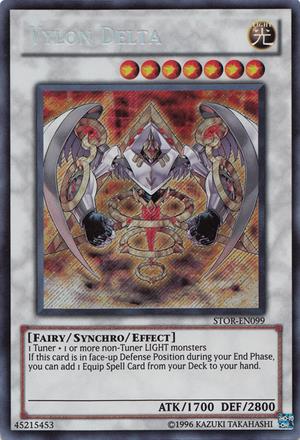 Vylon Delta
LIGHT
光
STOR-EN099
[Fairy/Synchro/Effect]
1 Tuner + 1 or more non-Tuner LIGHT monsters
If this card is in face-up Defense Position during your End Phase,
you can add 1 Equip Spell Card from your Deck to your hand.
ATK/1700 DEF/2800
45215453
©1996 KAZUKI TAKAHASHI